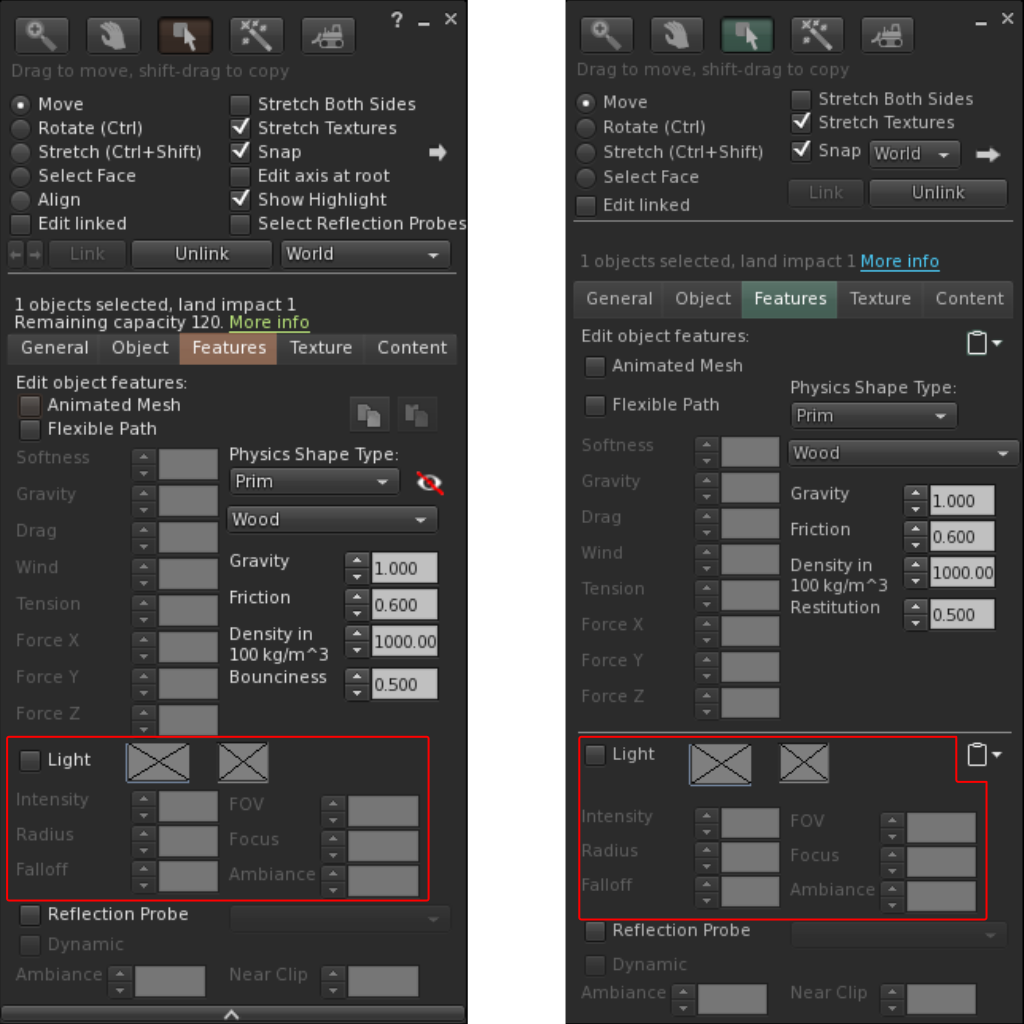 ?
Drag to move, shift-drag to copy
Move
Stretch Both Sides
Rotate (Ctrl)
Stretch Textures
Stretch (Ctrl+Shift)
Snap
Select Face
Edit axis at root
Align
Show Highlight
Edit linked
Select Reflection Probes
Link
Unlink
World
1 objects selected, land impact 1
Remaining capacity 120. More info
General Object Features Texture Content
Edit object features:
Animated Mesh
Flexible Path
Softness
Physics Shape Type:
Prim
Gravity
Wood
Drag
Gravity 1.000
Wind
Friction 0.600
Tension
Density in
100 kg/m^3 1000.00
Force X
Bounciness 0.500
Force Y
Force Z
Light
Intensity
FOV
Radius
Focus
Falloff
Ambiance
Reflection Probe
Dynamic
Ambiance
Near Clip
Drag to move, shift-drag to copy
Move
Stretch Both Sides
Rotate (Ctrl)
Stretch Textures
Stretch (Ctrl+Shift)
Snap World
Select Face
Link
Unlink
Edit linked
1 objects selected, land impact 1 More info
General Object Features Texture Content
Edit object features:
Animated Mesh
Physics Shape Type:
Flexible Path
Prim
Softness
Wood
Gravity
Gravity 1.000
Drag
Friction 0.600
Wind
Density in
100 kg/m^3 1000.00
Tension
Restitution 0.500
Force X
Force Y
Force Z
Light
Intensity
FOV
Radius
Focus
Falloff
Ambiance
Reflection Probe
Dynamic
Ambiance
Near Clip